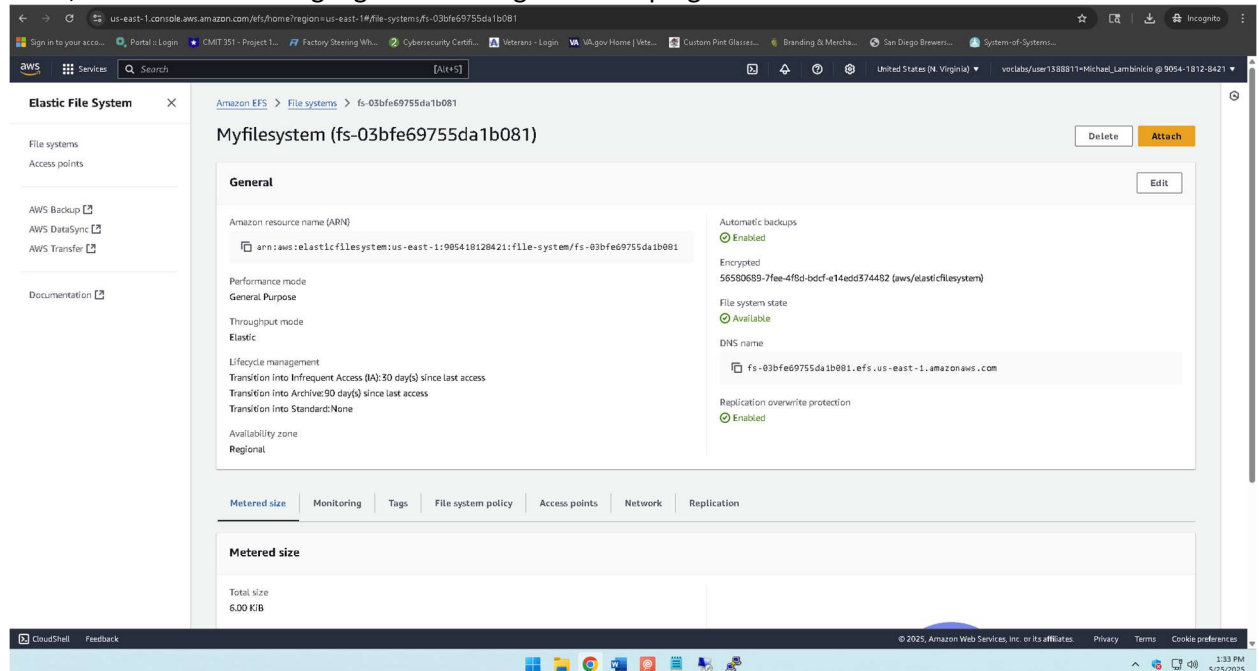 us-east-1.console.aws.amazon.com/efs/home?region=us-east-1#/file-systems/fs-03bfe69755da1b081
Incognito
Sign in to your acco...
Portal :: Login
CMIT 351 - Project 1...
Factory Steering Wh...
Cybersecurity Certifi...
Veterans - Login
VA.gov Home | Vete...
Custom Pint Glasses...
Branding & Mercha...
San Diego Brewers...
System-of-Systems...
aws
Services
Search
[Alt+S]
United States (N. Virginia)
voclabs/user1388811=Michael_Lambinicio @ 9054-1812-8421
Elastic File System
File systems
Access points
AWS Backup
AWS DataSync
AWS Transfer
Documentation
Amazon EFS > File systems > fs-03bfe69755da1b081
Myfilesystem (fs-03bfe69755da1b081)
Delete
Attach
General
Edit
Amazon resource name (ARN)
arn:aws:elasticfilesystem:us-east-1:905418128421:file-system/fs-03bfe69755da1b081
Performance mode
General Purpose
Throughput mode
Elastic
Lifecycle management
Transition into Infrequent Access (IA): 30 day(s) since last access
Transition into Archive: 90 day(s) since last access
Transition into Standard: None
Availability zone
Regional
Automatic backups
Enabled
Encrypted
56580689-7fee-4f8d-bdcf-e14edd374482 (aws/elasticfilesystem)
File system state
Available
DNS name
fs-03bfe69755da1b081.efs.us-east-1.amazonaws.com
Replication overwrite protection
Enabled
Metered size
Monitoring
Tags
File system policy
Access points
Network
Replication
Metered size
Total size
6.00 KiB
CloudShell
Feedback
© 2025, Amazon Web Services, Inc. or its affiliates.
Privacy
Terms
Cookie preferences
1:33 PM
5/25/2025